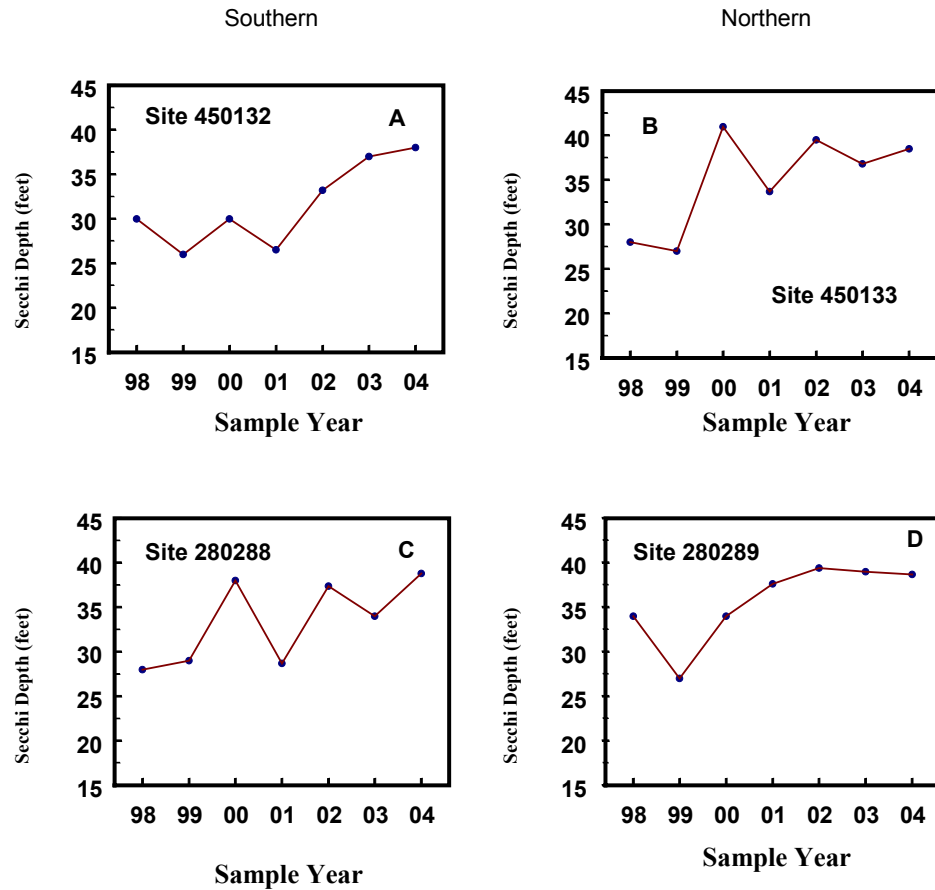 Southern
Northern
45
40
35
30
25
20
15
Secchi Depth (feet)
Site 450132
A
98 99 00 01 02 03 04
Sample Year
45
40
35
30
25
20
15
Secchi Depth (feet)
B
Site 450133
98 99 00 01 02 03 04
Sample Year
45
40
35
30
25
20
15
Secchi Depth (feet)
Site 280288
C
98 99 00 01 02 03 04
Sample Year
45
40
35
30
25
20
15
Secchi Depth (feet)
Site 280289
D
98 99 00 01 02 03 04
Sample Year